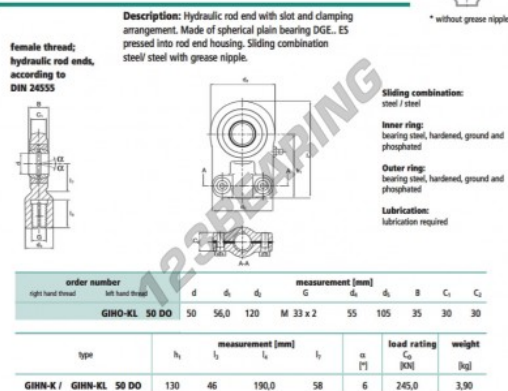 Description: Hydraulic rod end with slot and clamping
arrangement. Made of spherical plain bearing DGE.. ES
pressed into rod end housing. Sliding combination
steel/ steel with grease nipple.
* without grease nipple
female thread;
hydraulic rod ends,
according to
DIN 24555
Sliding combination:
steel / steel
Inner ring:
bearing steel, hardened, ground and
phosphated
Outer ring:
bearing steel, hardened, ground and
phosphated
Lubrication:
lubrication required
A-A
123BEARING
order number measurement [mm]
right hand thread left hand thread d d₁ d₂ G d₄ d₅ B C₁ C₂
GIHO-KL 50 DO 50 56,0 120 M 33 x 2 55 105 35 30 30
measurement [mm] load rating weight
type h₁ l₃ l₄ l₇ α C₀
[°] [KN] [kg]
GIHN-K / GIHN-KL 50 DO 130 46 190,0 58 6 245,0 3,90